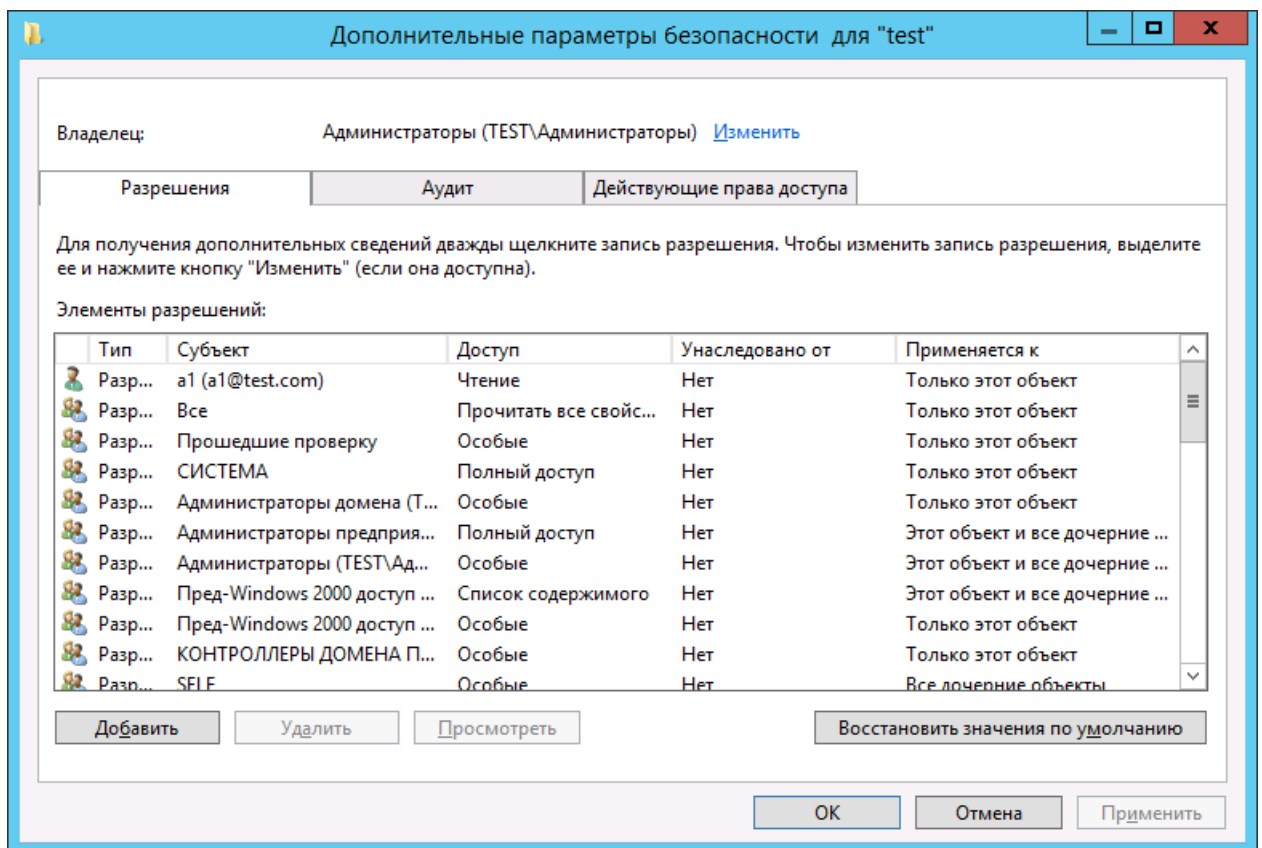 Дополнительные параметры безопасности для "test"
Владелец: Администраторы (TEST\Администраторы) Изменить
Разрешения Аудит Действующие права доступа
Для получения дополнительных сведений дважды щелкните запись разрешения. Чтобы изменить запись разрешения, выделите
ее и нажмите кнопку "Изменить" (если она доступна).
Элементы разрешений:
Тип Субъект Доступ Унаследовано от Применяется к
Разр... a1 (a1@test.com) Чтение Нет Только этот объект
Разр... Все Прочитать все свойс... Нет Только этот объект
Разр... Прошедшие проверку Особые Нет Только этот объект
Разр... СИСТЕМА Полный доступ Нет Только этот объект
Разр... Администраторы домена (T... Особые Нет Только этот объект
Разр... Администраторы предприя... Полный доступ Нет Этот объект и все дочерние ...
Разр... Администраторы (TEST\Ад... Особые Нет Этот объект и все дочерние ...
Разр... Пред-Windows 2000 доступ ... Список содержимого Нет Этот объект и все дочерние ...
Разр... Пред-Windows 2000 доступ ... Особые Нет Только этот объект
Разр... КОНТРОЛЛЕРЫ ДОМЕНА П... Особые Нет Только этот объект
Разр... SELF Особые Нет Все дочерние объекты
Добавить Удалить Просмотреть Восстановить значения по умолчанию
OK Отмена Применить